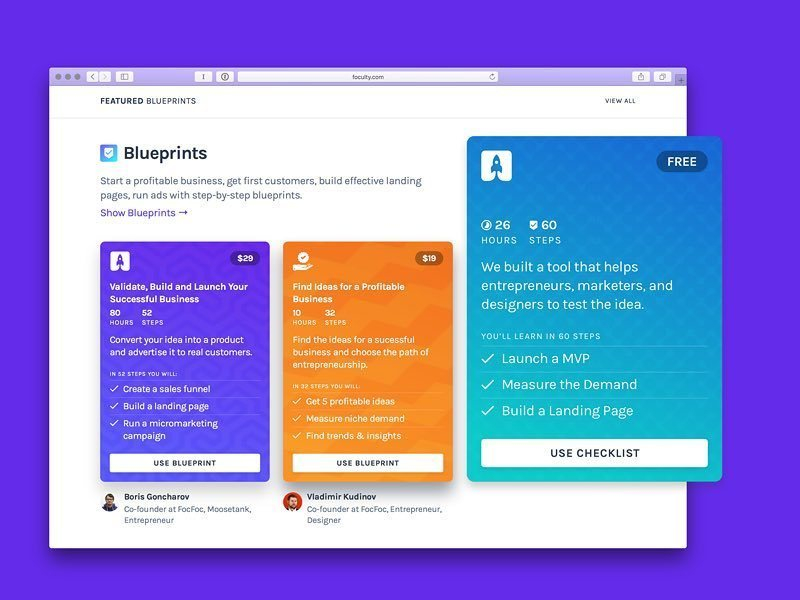 foculty.com
FEATURED BLUEPRINTS
VIEW ALL
Blueprints
Start a profitable business, get first customers, build effective landing
pages, run ads with step-by-step blueprints.
Show Blueprints →
$29
Validate, Build and Launch Your
Successful Business
80 52
HOURS STEPS
Convert your idea into a product
and advertise it to real customers.
IN 52 STEPS YOU WILL:
Create a sales funnel
Build a landing page
Run a micromarketing
campaign
USE BLUEPRINT
Boris Goncharov
Co-founder at FocFoc, Moosetank,
Entrepreneur
$19
Find Ideas for a Profitable
Business
10 32
HOURS STEPS
Find the ideas for a sucessful
business and choose the path of
entrepreneurship.
IN 32 STEPS YOU WILL:
Get 5 profitable ideas
Measure niche demand
Find trends & insights
USE BLUEPRINT
Vladimir Kudinov
Co-founder at FocFoc, Entrepreneur,
Designer
FREE
26 60
HOURS STEPS
We built a tool that helps
entrepreneurs, marketers, and
designers to test the idea.
YOU'LL LEARN IN 60 STEPS
Launch a MVP
Measure the Demand
Build a Landing Page
USE CHECKLIST